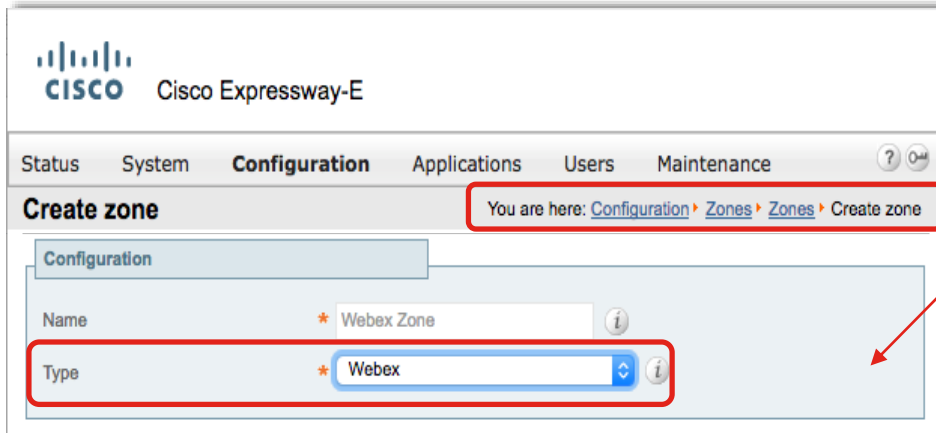 CISCO Cisco Expressway-E
Status System Configuration Applications Users Maintenance ?
Create zone You are here: Configuration Zones Zones Create zone
Configuration
Name * Webex Zone i
Type * Webex i